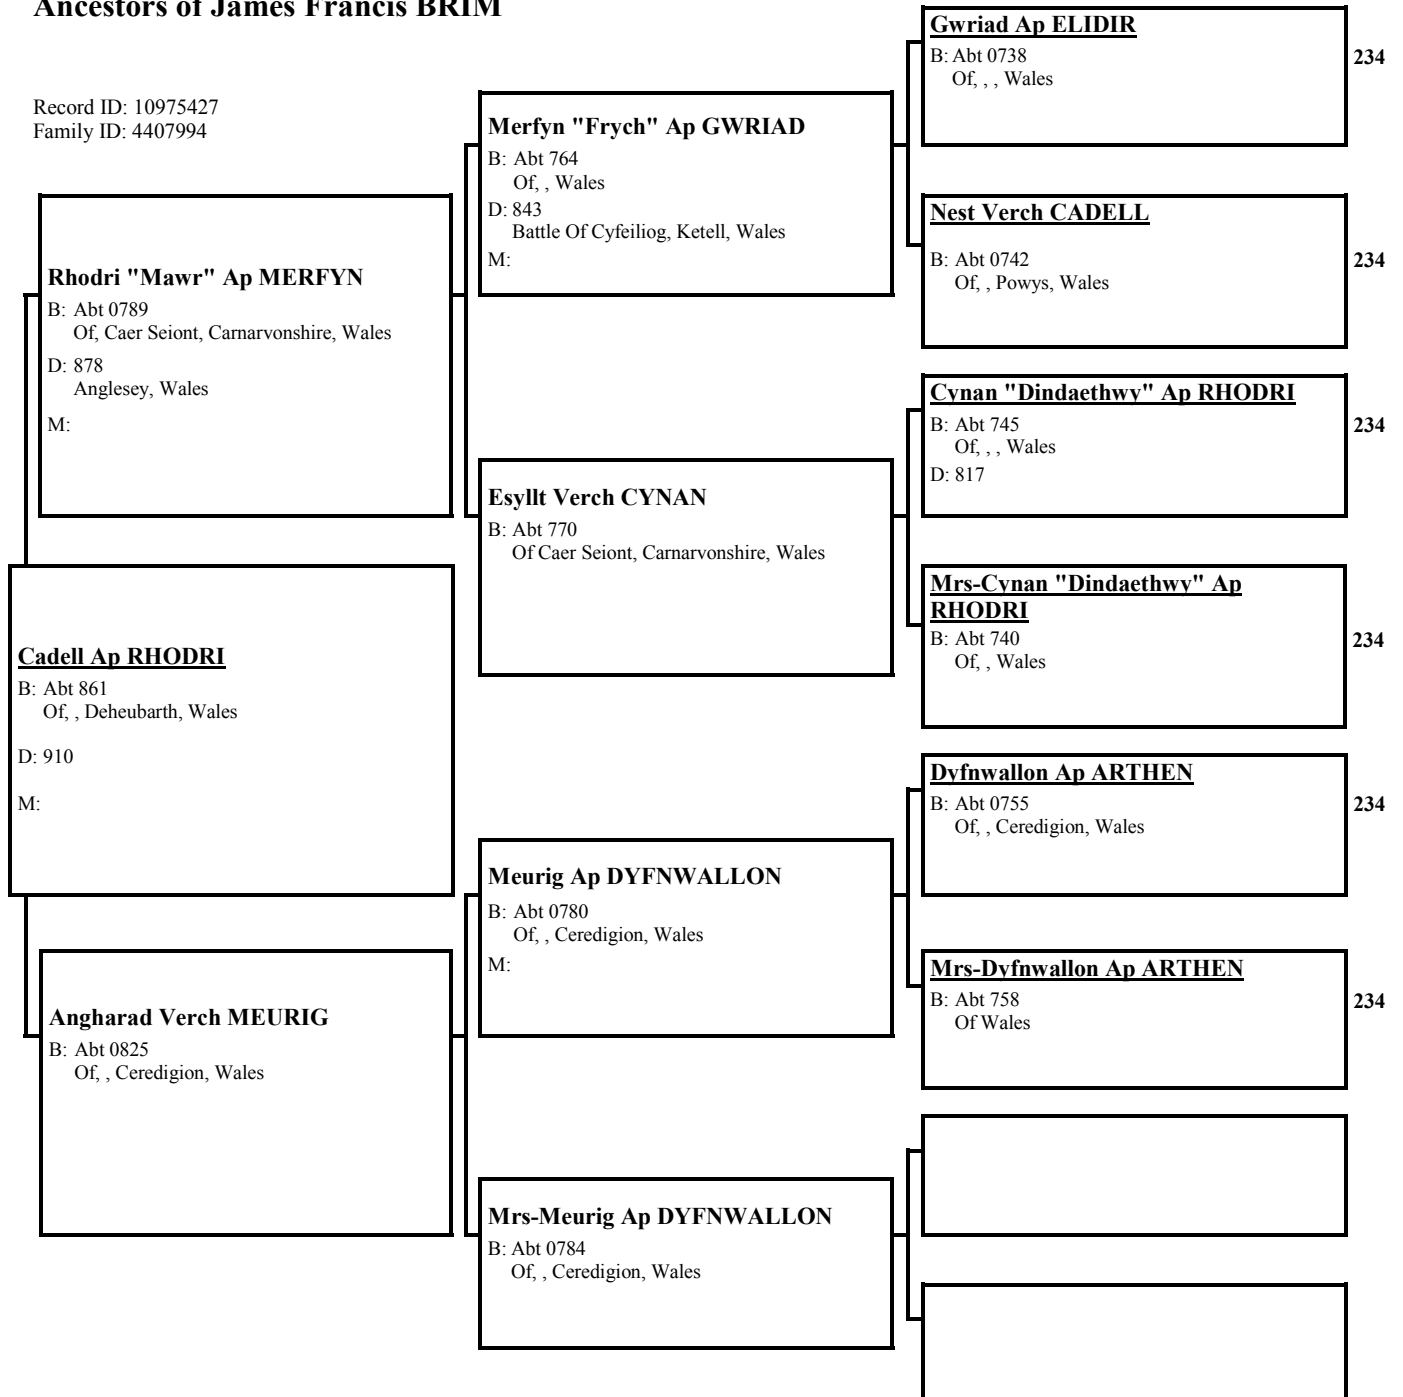 Ancestors of James Francis BRIM
Record ID: 10975427
Family ID: 4407994
Cadell Ap RHODRI
B: Abt 861
Of, , Deheubarth, Wales
D: 910
M:
Rhodri "Mawr" Ap MERFYN
B: Abt 0789
Of, Caer Seiont, Carnarvonshire, Wales
D: 878
Anglesey, Wales
M:
Angharad Verch MEURIG
B: Abt 0825
Of, , Ceredigion, Wales
Merfyn "Frych" Ap GWRIAD
B: Abt 764
Of, , Wales
D: 843
Battle Of Cyfeiliog, Ketell, Wales
M:
Esyllt Verch CYNAN
B: Abt 770
Of Caer Seiont, Carnarvonshire, Wales
Meurig Ap DYFNWALLON
B: Abt 0780
Of, , Ceredigion, Wales
M:
Mrs-Meurig Ap DYFNWALLON
B: Abt 0784
Of, , Ceredigion, Wales
Gwriad Ap ELIDIR
B: Abt 0738
Of, , , Wales
234
Nest Verch CADELL
B: Abt 0742
Of, , Powys, Wales
234
Cynan "Dindaethwy" Ap RHODRI
B: Abt 745
Of, , , Wales
D: 817
234
Mrs-Cynan "Dindaethwy" Ap
RHODRI
B: Abt 740
Of, , Wales
234
Dyfnwallon Ap ARTHEN
B: Abt 0755
Of, , Ceredigion, Wales
234
Mrs-Dyfnwallon Ap ARTHEN
B: Abt 758
Of Wales
234